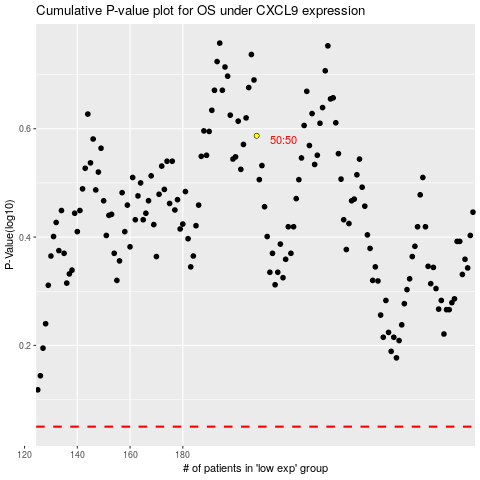 Cumulative P-value plot for OS under CXCL9 expression
P-Value(log10)
0.6
0.4
0.2
50:50
120 140 160 180
# of patients in 'low exp' group